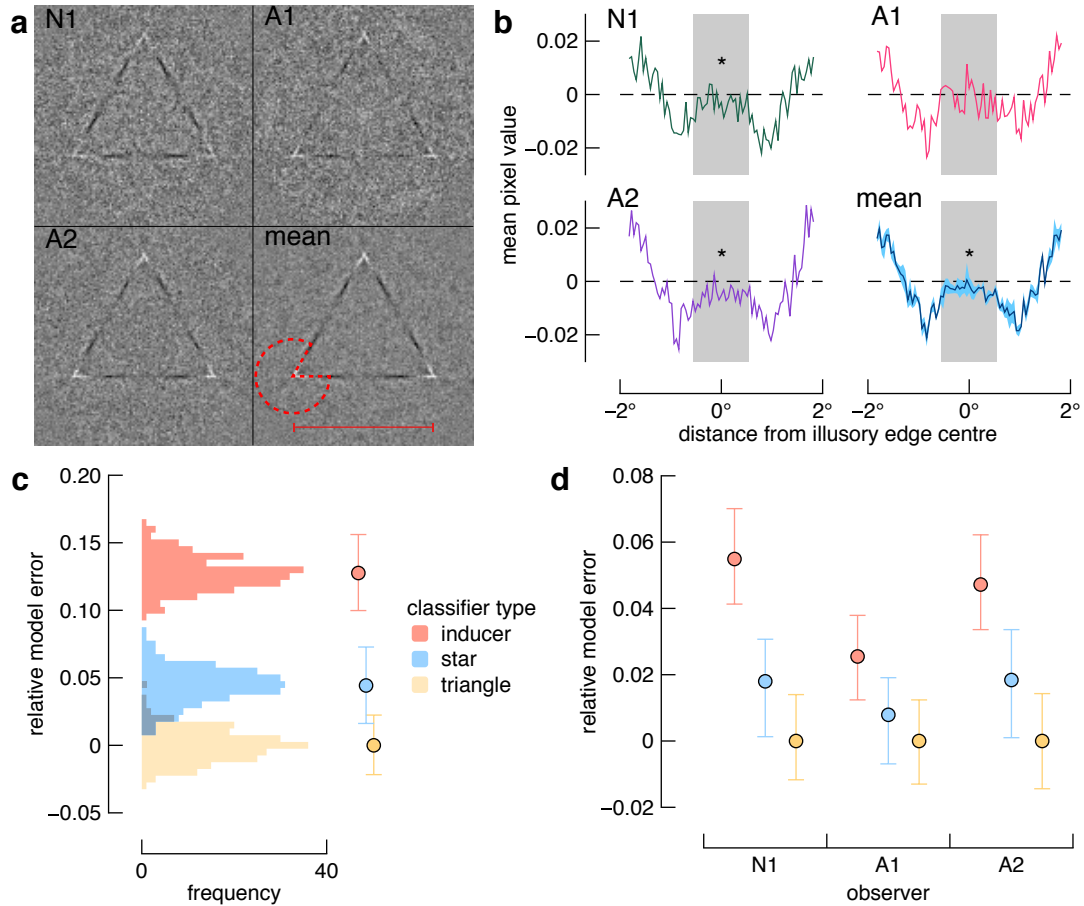 a
N1
A1
A2
mean
b
mean pixel value
N1
0.02
0
−0.02
*
A1
A2
0.02
0
−0.02
*
mean
*
−2° 0° 2°
−2° 0° 2°
distance from illusory edge centre
c
relative model error
0.20
0.15
0.10
0.05
0
−0.05
0 40
frequency
classifier type
inducer
star
triangle
d
relative model error
0.08
0.06
0.04
0.02
0
−0.02
N1 A1 A2
observer